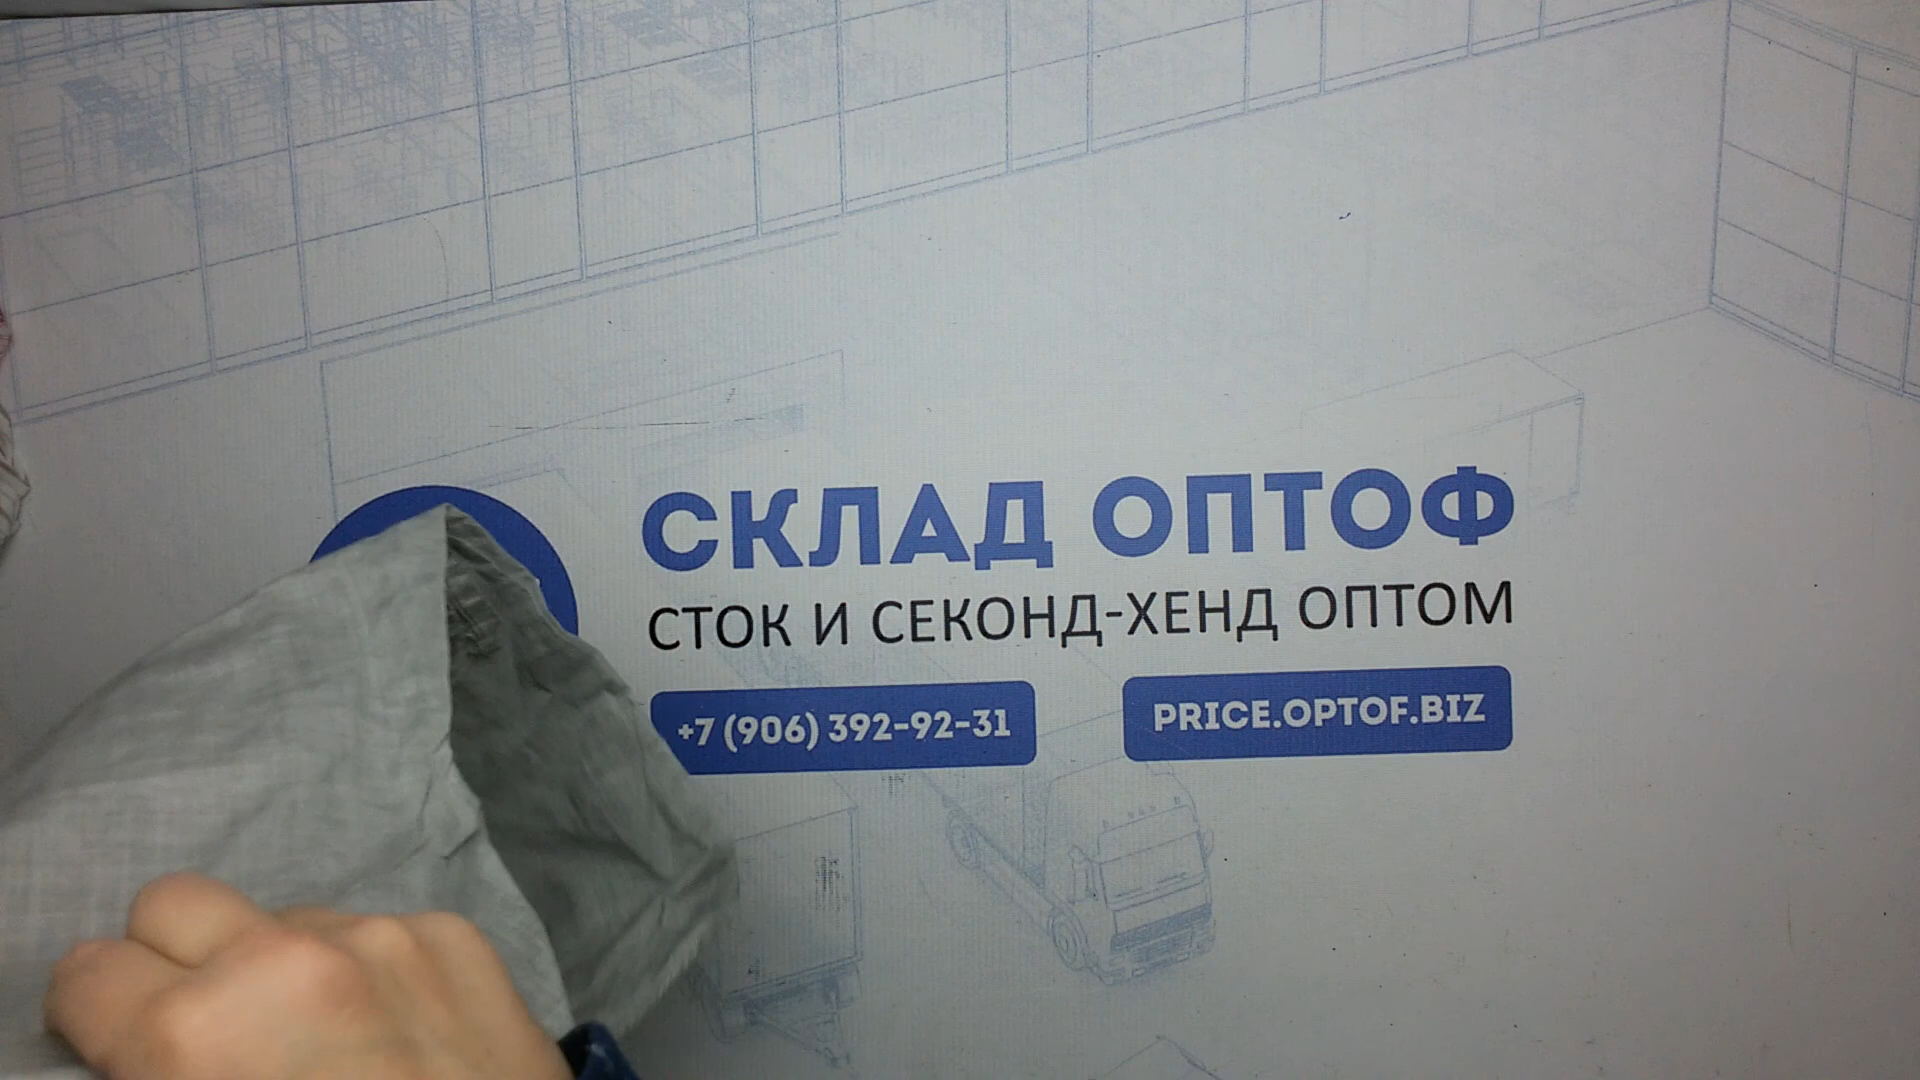 СКЛАД ОПТОФ
СТОК И СЕКОНД-ХЕНД ОПТОМ
+7 (906) 392-92-31
PRICE.OPTOF.BIZ